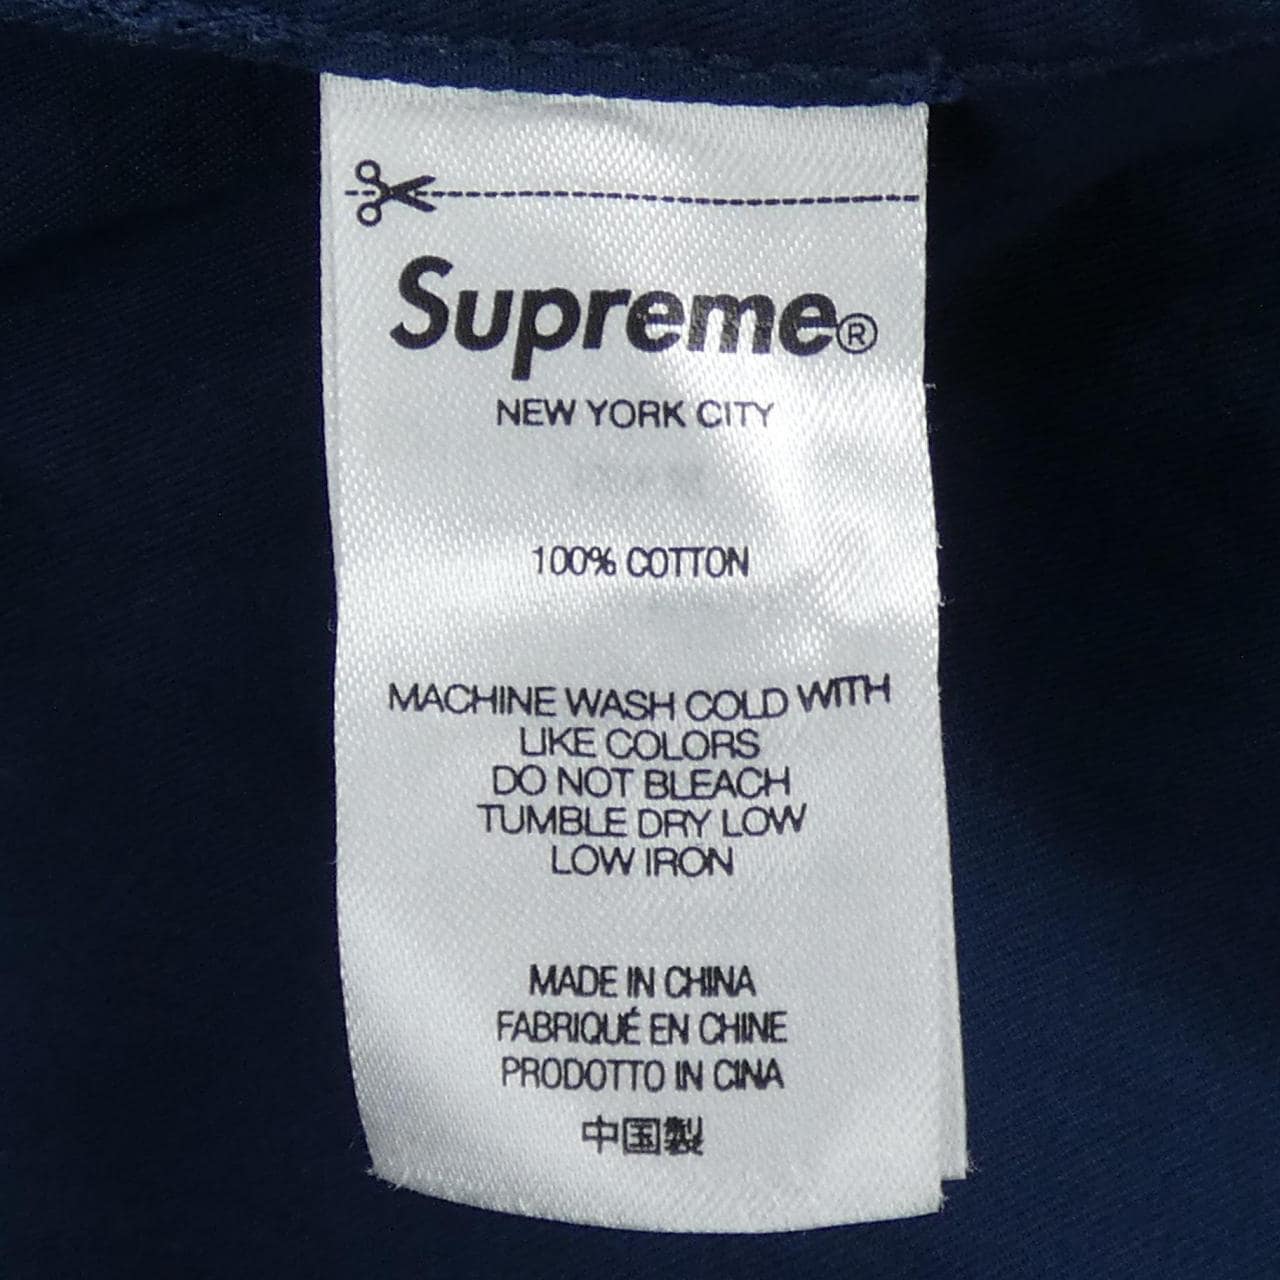 Supreme®
NEW YORK CITY
100% COTTON
MACHINE WASH COLD WITH
LIKE COLORS
DO NOT BLEACH
TUMBLE DRY LOW
LOW IRON
MADE IN CHINA
FABRIQUÉ EN CHINE
PRODOTTO IN CINA
中国製